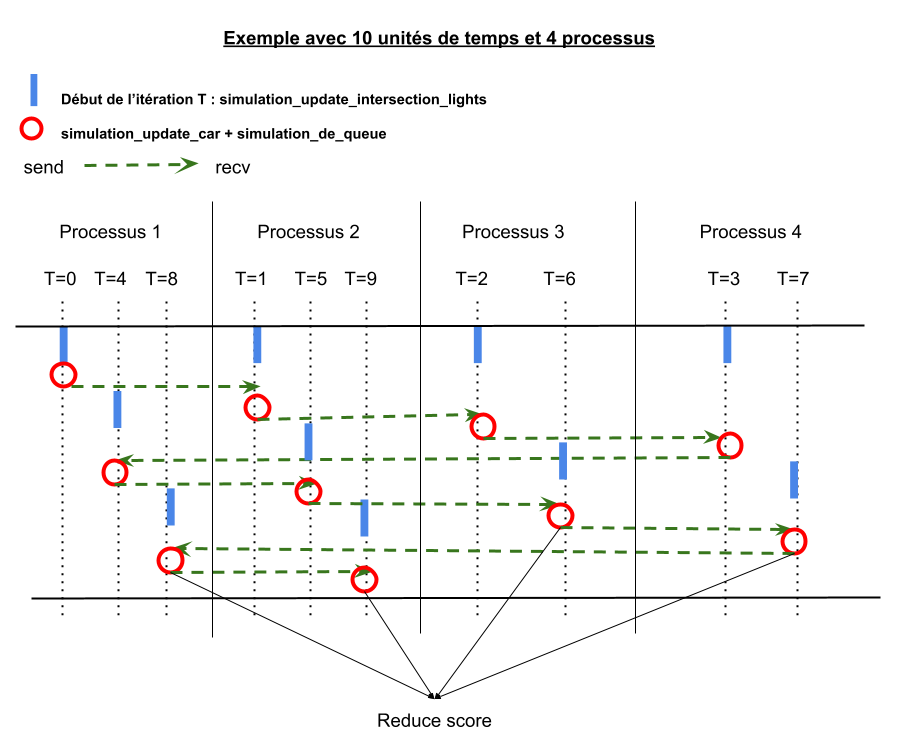 Exemple avec 10 unités de temps et 4 processus
Début de l'itération T : simulation_update_intersection_lights
simulation_update_car + simulation_de_queue
send recv
Processus 1 Processus 2 Processus 3 Processus 4
T=0 T=4 T=8 T=1 T=5 T=9 T=2 T=6 T=3 T=7
Reduce score